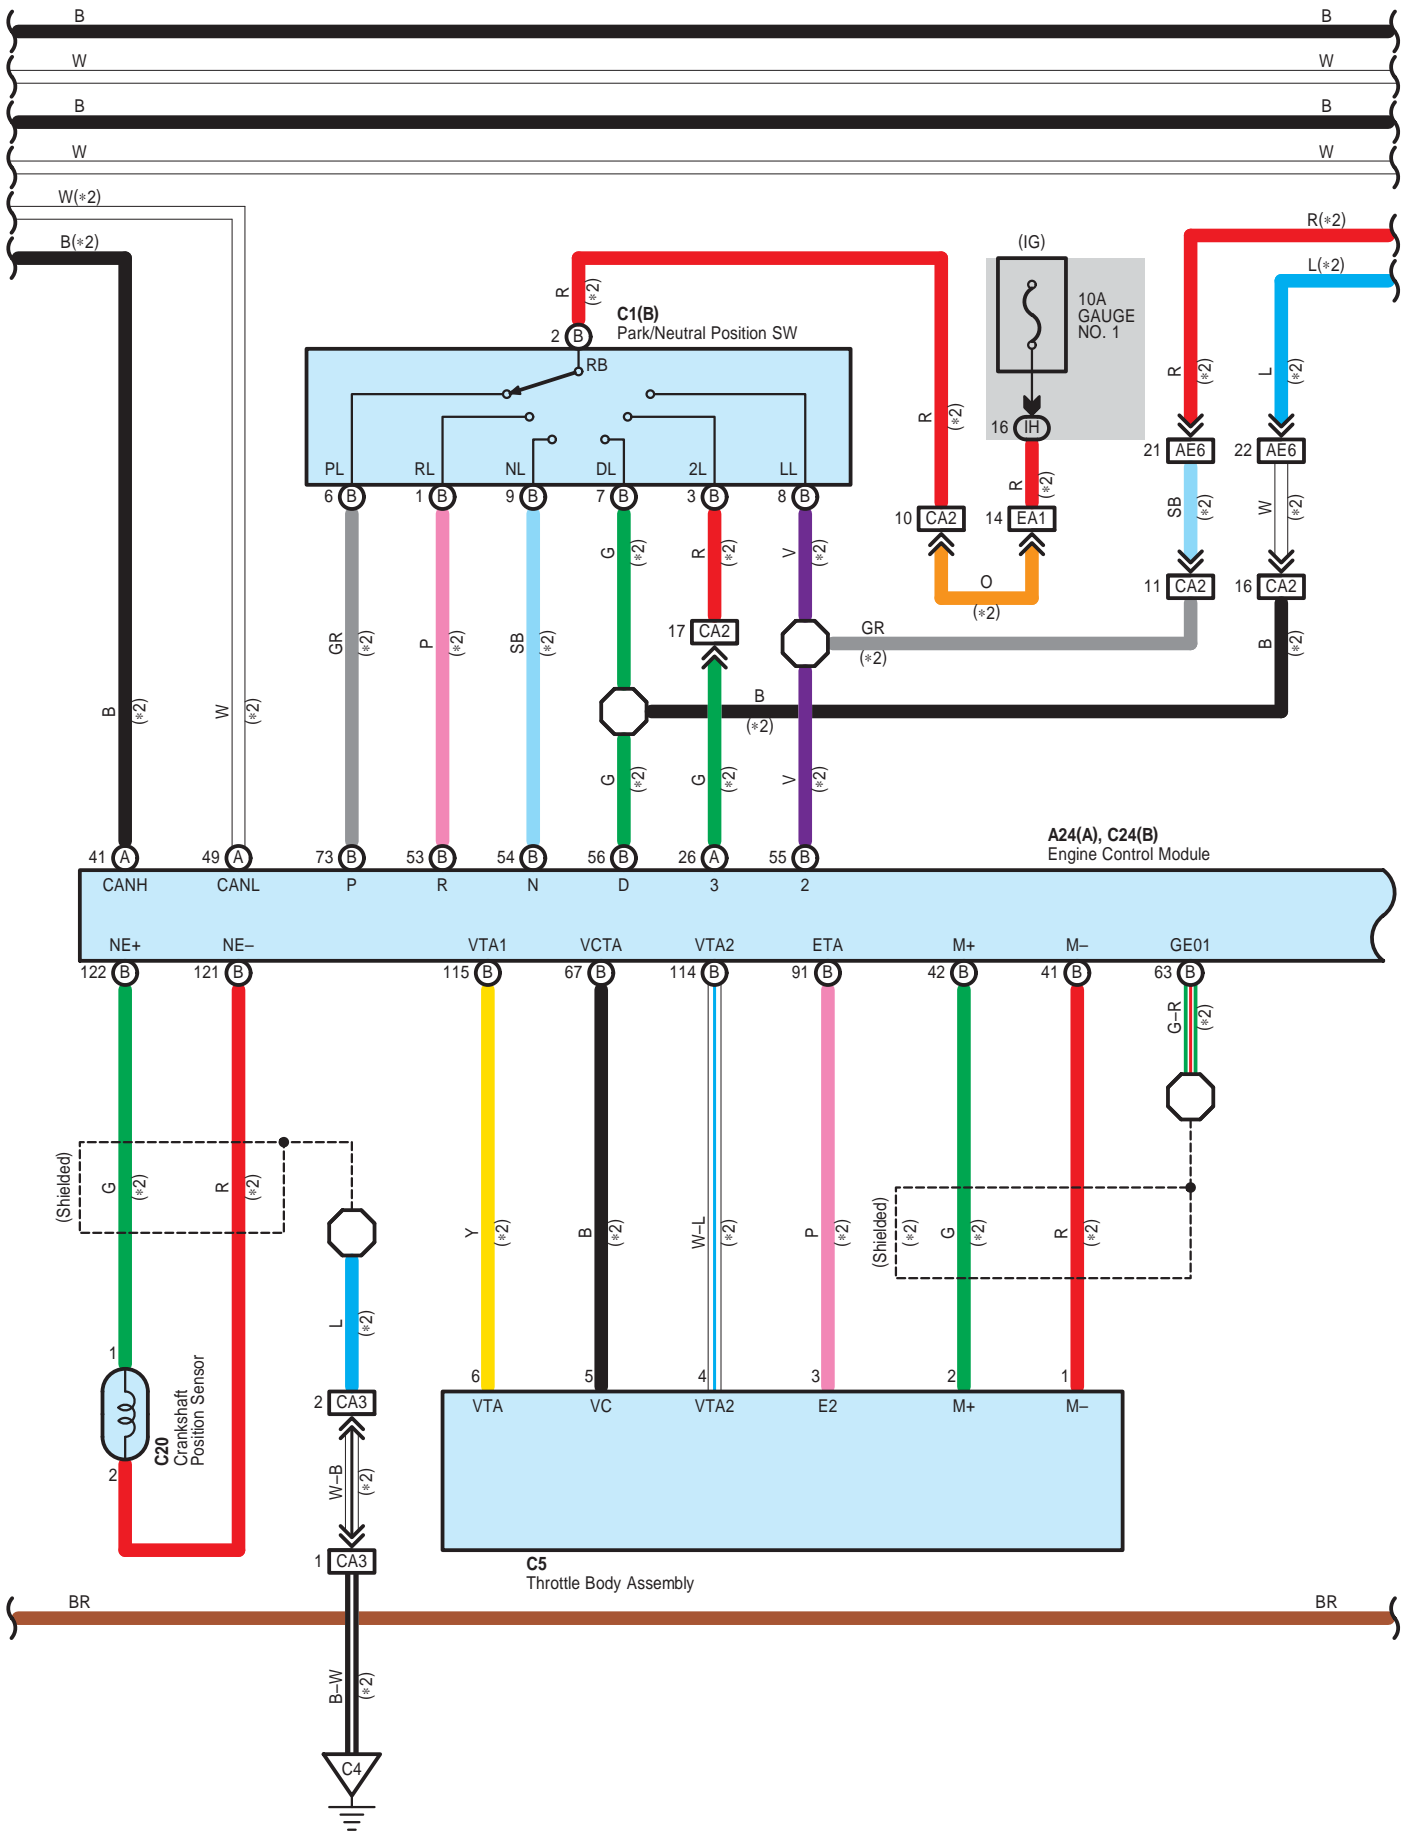 B B
W W
B B
W W
W(*2)
B(*2)
R(*2)
L(*2)
(IG)
10A
GAUGE
NO. 1
16 IH
R (*2)
C1(B)
Park/Neutral Position SW
2 B
RB
PL RL NL DL 2L LL
6 B 1 B 9 B 7 B 3 B 8 B
R (*2)
R (*2)
R (*2) L (*2)
21 AE6 22 AE6
10 CA2 14 EA1
O
(*2)
SB (*2) W (*2)
11 CA2 16 CA2
G (*2) R (*2) V (*2)
17 CA2
GR
(*2)
B (*2)
GR (*2) P (*2) SB (*2)
B (*2) W (*2)
B
(*2)
G (*2) G (*2) V (*2)
A24(A), C24(B)
Engine Control Module
41 A 49 A 73 B 53 B 54 B 56 B 26 A 55 B
CANH CANL P R N D 3 2
NE+ NE– VTA1 VCTA VTA2 ETA M+ M– GE01
122 B 121 B 115 B 67 B 114 B 91 B 42 B 41 B 63 B
G–R (*2)
(Shielded)
G (*2) R (*2)
Y (*2) B (*2) W–L (*2) P (*2)
(Shielded)
(*2)
G (*2) R (*2)
L (*2)
1
2
C20
Crankshaft
Position Sensor
2 CA3
W–B (*2)
1 CA3
6 5 4 3 2 1
VTA VC VTA2 E2 M+ M–
C5
Throttle Body Assembly
BR BR
B–W (*2)
C4